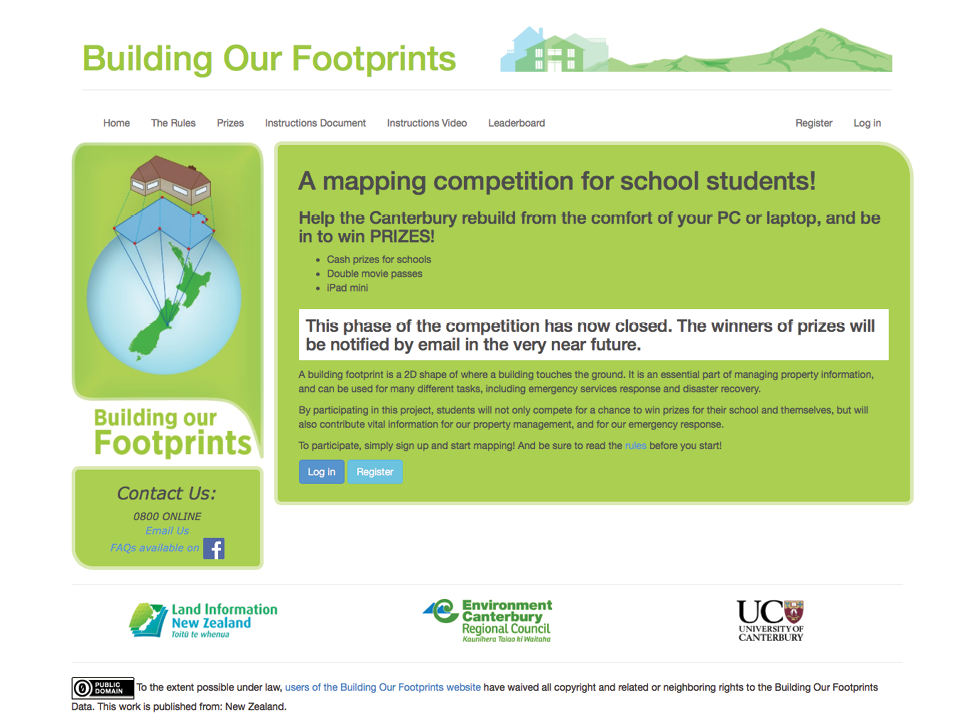 Building Our Footprints
Home The Rules Prizes Instructions Document Instructions Video Leaderboard Register Log in
A mapping competition for school students!
Help the Canterbury rebuild from the comfort of your PC or laptop, and be
in to win PRIZES!
• Cash prizes for schools
• Double movie passes
• iPad mini
This phase of the competition has now closed. The winners of prizes will
be notified by email in the very near future.
A building footprint is a 2D shape of where a building touches the ground. It is an essential part of managing property information,
and can be used for many different tasks, including emergency services response and disaster recovery.
By participating in this project, students will not only compete for a chance to win prizes for their school and themselves, but will
also contribute vital information for our property management, and for our emergency response.
To participate, simply sign up and start mapping! And be sure to read the rules before you start!
Log in Register
Building our
Footprints
Contact Us:
0800 ONLINE
Email Us
FAQs available on f
Land Information
New Zealand
Toitū te whenua
Environment
Canterbury
Regional Council
Kaunihera Taiao ki Waitaha
UC
UNIVERSITY OF
CANTERBURY
PUBLIC
DOMAIN
To the extent possible under law, users of the Building Our Footprints website have waived all copyright and related or neighboring rights to the Building Our Footprints
Data. This work is published from: New Zealand.